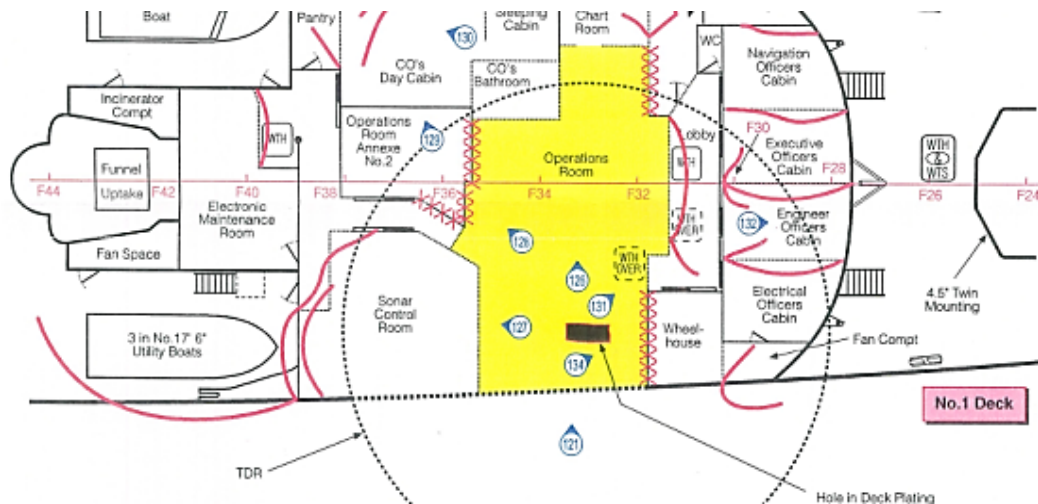 Boat
Pantry
130
Sleeping
Cabin
Chart
Room
WC
Navigation
Officers
Cabin
CO's
Day Cabin
CO's
Bathroom
Incinerator
Compt
WTH
Operations
Room
Annexe
No.2
129
Operations
Room
Lobby
WTH
F30
Executive
Officers
Cabin
WTH
&
WTS
Funnel
Uptake
F44
F42
F40
F38
F36
F34
F32
F28
F26
F24
Electronic
Maintenance
Room
Fan Space
128
WTH
OVER
132
Engineer
Officers
Cabin
WTH
OVER
126
131
127
134
Sonar
Control
Room
Wheel-
house
Electrical
Officers
Cabin
4.5" Twin
Mounting
3 in No.17' 6"
Utility Boats
Fan Compt
No.1 Deck
121
TDR
Hole in Deck Plating